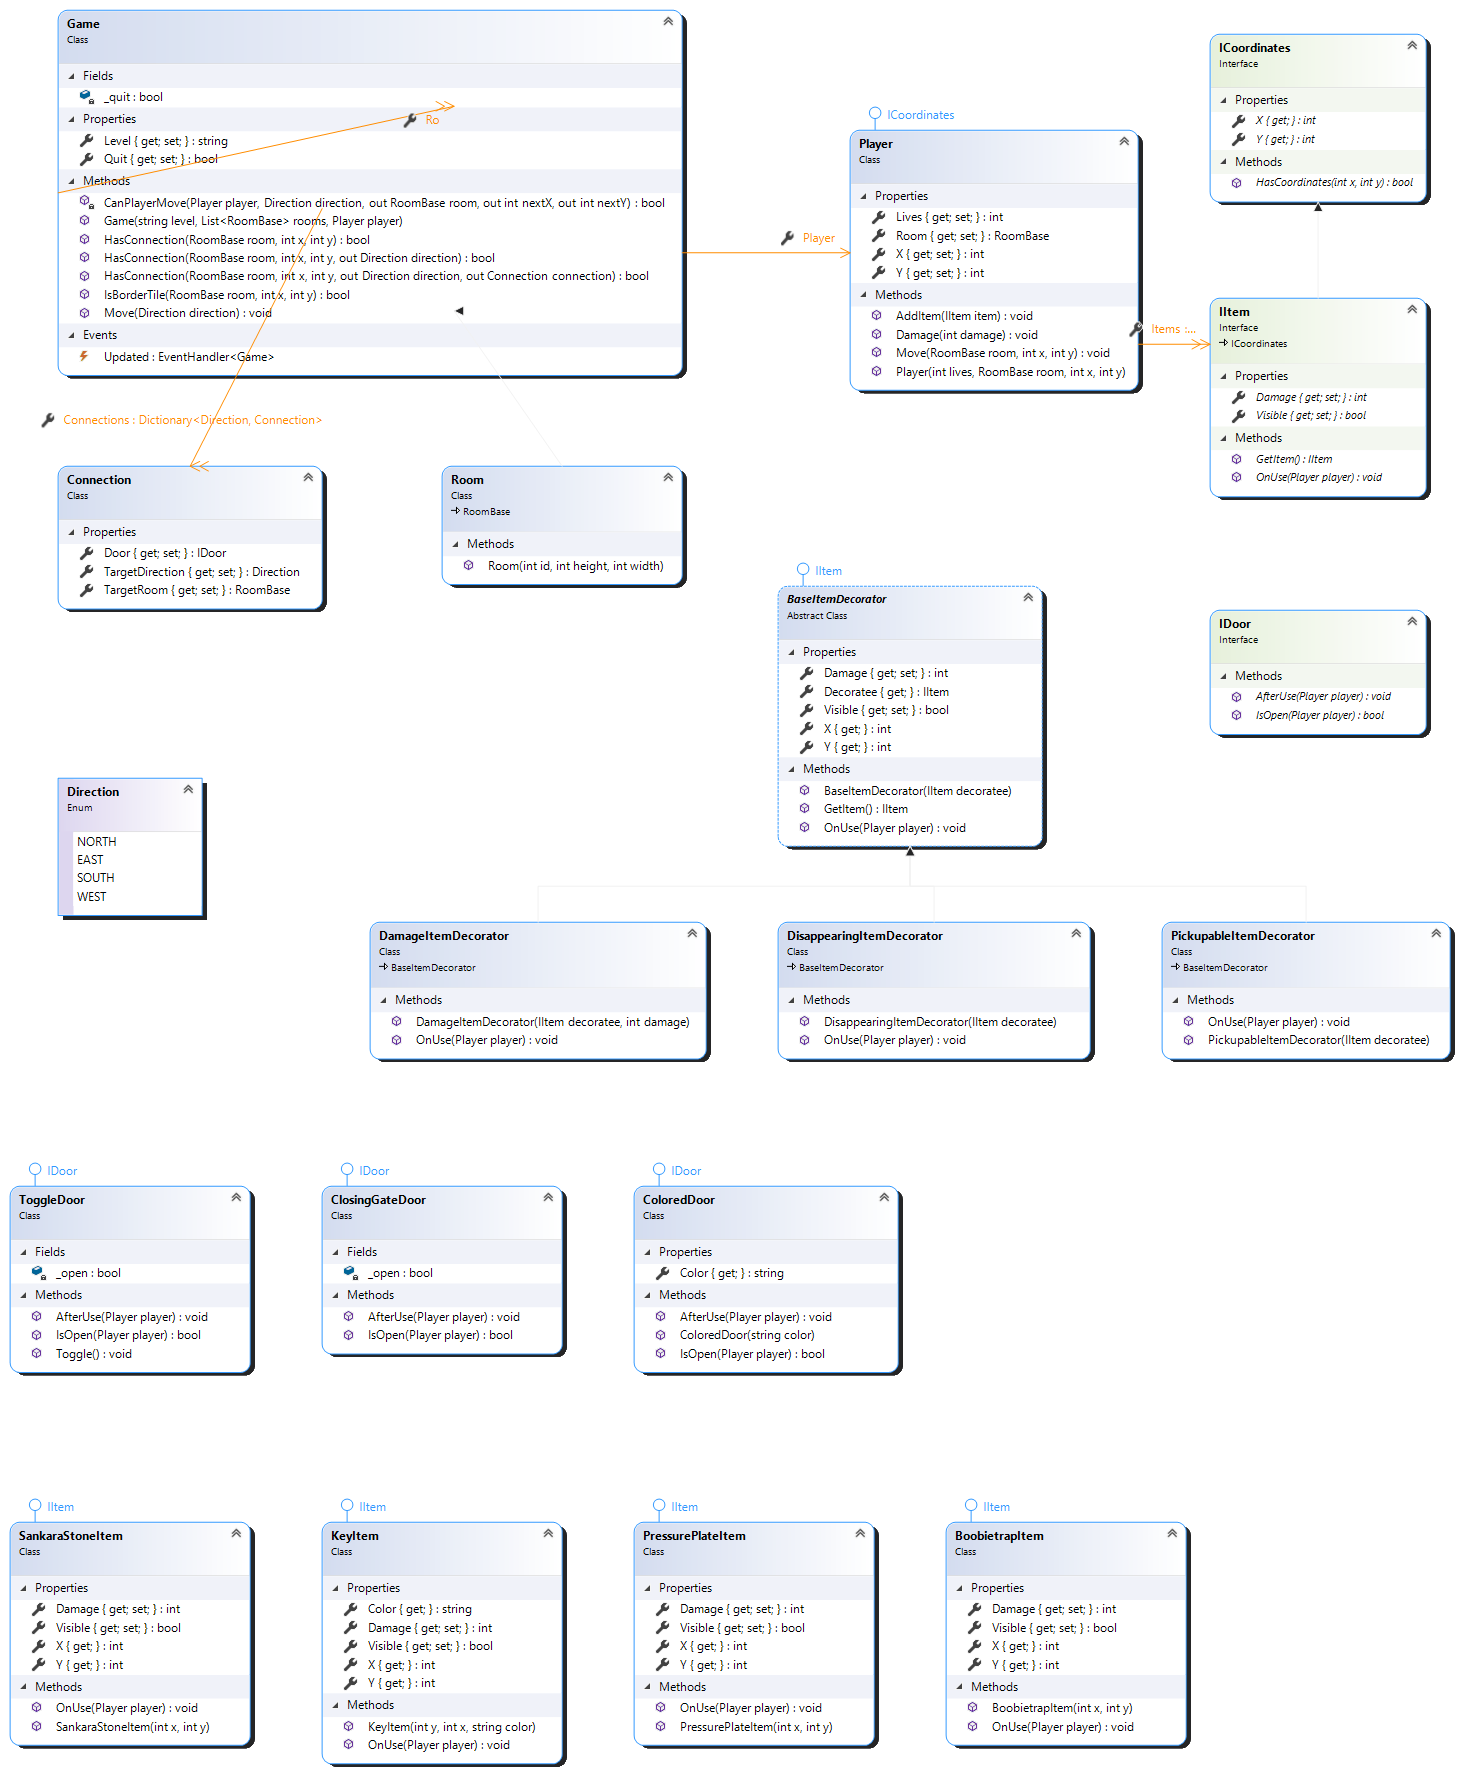 Game
Class
Fields
_quit : bool
Properties
Level { get; set; } : string
Quit { get; set; } : bool
Methods
CanPlayerMove(Player player, Direction direction, out RoomBase room, out int nextX, out int nextY) : bool
Game(string level, List<RoomBase> rooms, Player player)
HasConnection(RoomBase room, int x, int y) : bool
HasConnection(RoomBase room, int x, int y, out Direction direction) : bool
HasConnection(RoomBase room, int x, int y, out Direction direction, out Connection connection) : bool
IsBorderTile(RoomBase room, int x, int y) : bool
Move(Direction direction) : void
Events
Updated : EventHandler<Game>
Ro
Player
ICoordinates
Player
Class
Properties
Lives { get; set; } : int
Room { get; set; } : RoomBase
X { get; set; } : int
Y { get; set; } : int
Methods
AddItem(IItem item) : void
Damage(int damage) : void
Move(RoomBase room, int x, int y) : void
Player(int lives, RoomBase room, int x, int y)
Items :...
ICoordinates
Interface
Properties
X { get; } : int
Y { get; } : int
Methods
HasCoordinates(int x, int y) : bool
IItem
Interface
ICoordinates
Properties
Damage { get; set; } : int
Visible { get; set; } : bool
Methods
GetItem() : IItem
OnUse(Player player) : void
Connections : Dictionary<Direction, Connection>
Connection
Class
Properties
Door { get; set; } : IDoor
TargetDirection { get; set; } : Direction
TargetRoom { get; set; } : RoomBase
Room
Class
RoomBase
Methods
Room(int id, int height, int width)
IItem
BaseItemDecorator
Abstract Class
Properties
Damage { get; set; } : int
Decoratee { get; } : IItem
Visible { get; set; } : bool
X { get; } : int
Y { get; } : int
Methods
BaseItemDecorator(IItem decoratee)
GetItem() : IItem
OnUse(Player player) : void
IDoor
Interface
Methods
AfterUse(Player player) : void
IsOpen(Player player) : bool
Direction
Enum
NORTH
EAST
SOUTH
WEST
DamageItemDecorator
Class
BaseItemDecorator
Methods
DamageItemDecorator(IItem decoratee, int damage)
OnUse(Player player) : void
DisappearingItemDecorator
Class
BaseItemDecorator
Methods
DisappearingItemDecorator(IItem decoratee)
OnUse(Player player) : void
PickupableItemDecorator
Class
BaseItemDecorator
Methods
OnUse(Player player) : void
PickupableItemDecorator(IItem decoratee)
IDoor
ToggleDoor
Class
Fields
_open : bool
Methods
AfterUse(Player player) : void
IsOpen(Player player) : bool
Toggle() : void
IDoor
ClosingGateDoor
Class
Fields
_open : bool
Methods
AfterUse(Player player) : void
IsOpen(Player player) : bool
IDoor
ColoredDoor
Class
Properties
Color { get; } : string
Methods
AfterUse(Player player) : void
ColoredDoor(string color)
IsOpen(Player player) : bool
IItem
SankaraStoneItem
Class
Properties
Damage { get; set; } : int
Visible { get; set; } : bool
X { get; } : int
Y { get; } : int
Methods
OnUse(Player player) : void
SankaraStoneItem(int x, int y)
IItem
KeyItem
Class
Properties
Color { get; } : string
Damage { get; set; } : int
Visible { get; set; } : bool
X { get; } : int
Y { get; } : int
Methods
KeyItem(int y, int x, string color)
OnUse(Player player) : void
IItem
PressurePlateItem
Class
Properties
Damage { get; set; } : int
Visible { get; set; } : bool
X { get; } : int
Y { get; } : int
Methods
OnUse(Player player) : void
PressurePlateItem(int x, int y)
IItem
BoobietrapItem
Class
Properties
Damage { get; set; } : int
Visible { get; set; } : bool
X { get; } : int
Y { get; } : int
Methods
BoobietrapItem(int x, int y)
OnUse(Player player) : void